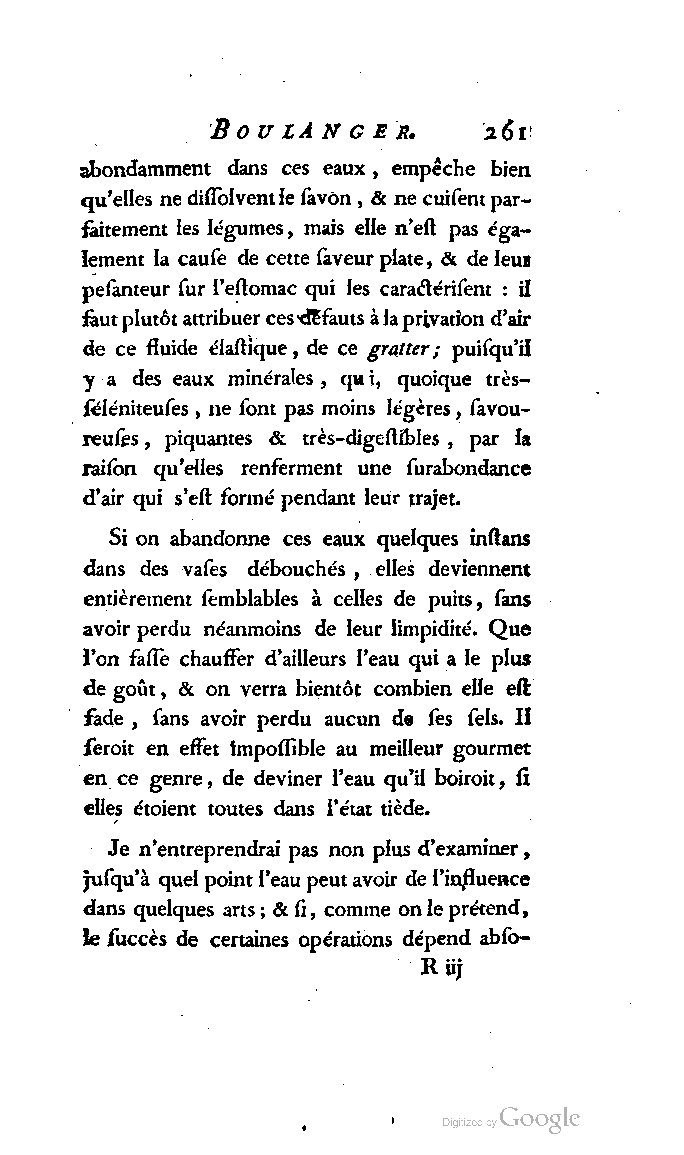 BOULANGER. 261
abondamment dans ces eaux, empêche bien
qu'elles ne diſſolvent le ſavon, & ne cuiſent par-
faitement les légumes, mais elle n'eſt pas éga-
lement la cauſe de cette ſaveur plate, & de leur
peſanteur ſur l'eſtomac qui les caractériſent : il
faut plutôt attribuer ces défauts à la privation d'air
de ce fluide élaſtique, de ce gratter; puiſqu'il
y a des eaux minérales, qui, quoique très-
ſéléniteuſes, ne ſont pas moins légères, ſavou-
reuſes, piquantes & très-digeſtibles, par la
raiſon qu'elles renferment une ſurabondance
d'air qui s'eſt formé pendant leur trajet.
Si on abandonne ces eaux quelques inſtans
dans des vaſes débouchés, elles deviennent
entièrement ſemblables à celles de puits, ſans
avoir perdu néanmoins de leur limpidité. Que
l'on faſſe chauffer d'ailleurs l'eau qui a le plus
de goût, & on verra bientôt combien elle eſt
fade, ſans avoir perdu aucun de ſes ſels. Il
ſeroit en effet impoſſible au meilleur gourmet
en ce genre, de deviner l'eau qu'il boiroit, ſi
elles étoient toutes dans l'état tiède.
Je n'entreprendrai pas non plus d'examiner,
juſqu'à quel point l'eau peut avoir de l'influence
dans quelques arts; & ſi, comme on le prétend,
le ſuccès de certaines opérations dépend abſo-
R iij
Digitized by Google